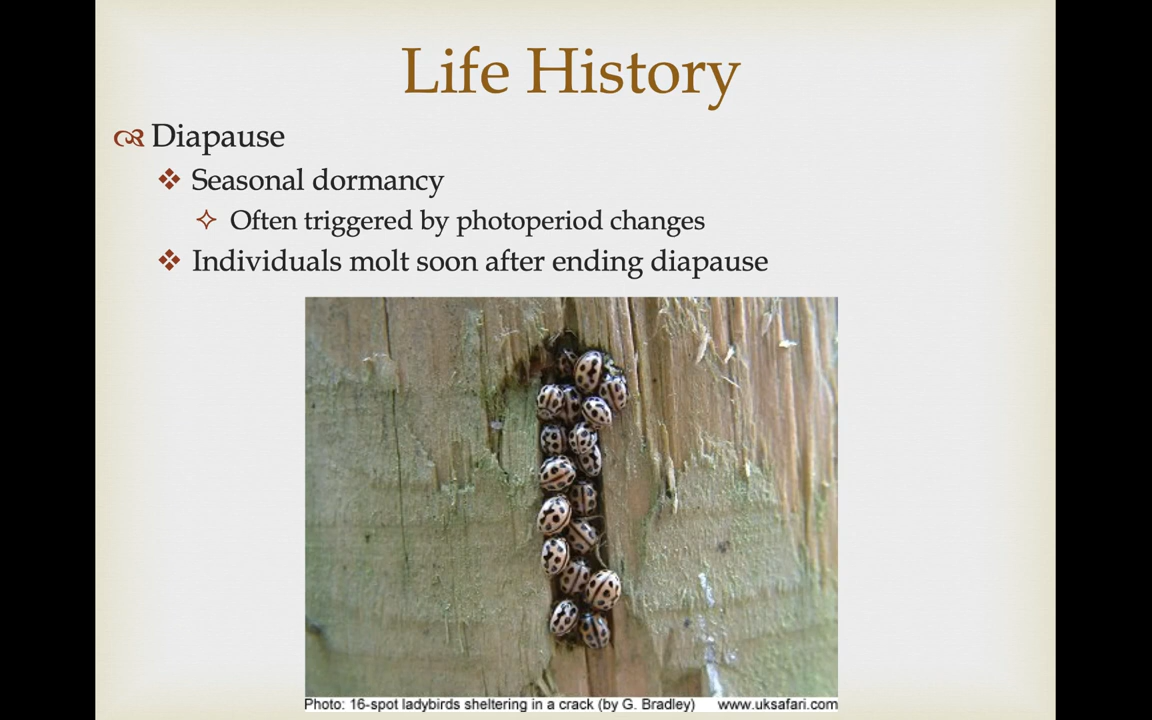 Life History
Diapause
Seasonal dormancy
Often triggered by photoperiod changes
Individuals molt soon after ending diapause
Photo: 16-spot ladybirds sheltering in a crack (by G. Bradley) www.uksafari.com